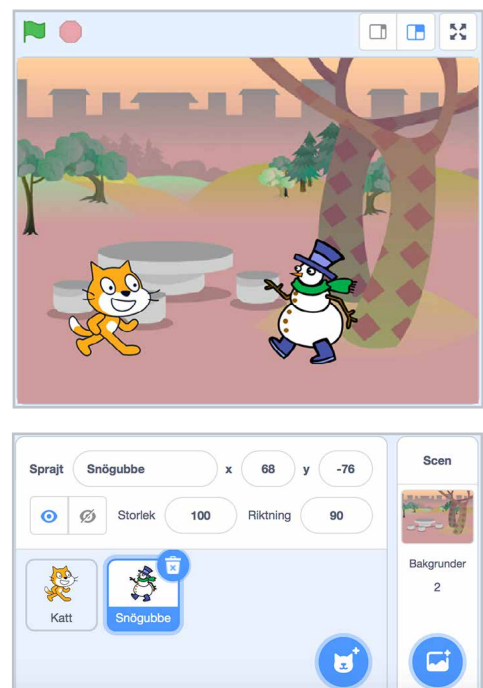 Sprajt Snögubbe x 68 y -76
Storlek 100 Riktning 90
Katt
Snögubbe
Scen
Bakgrunder
2